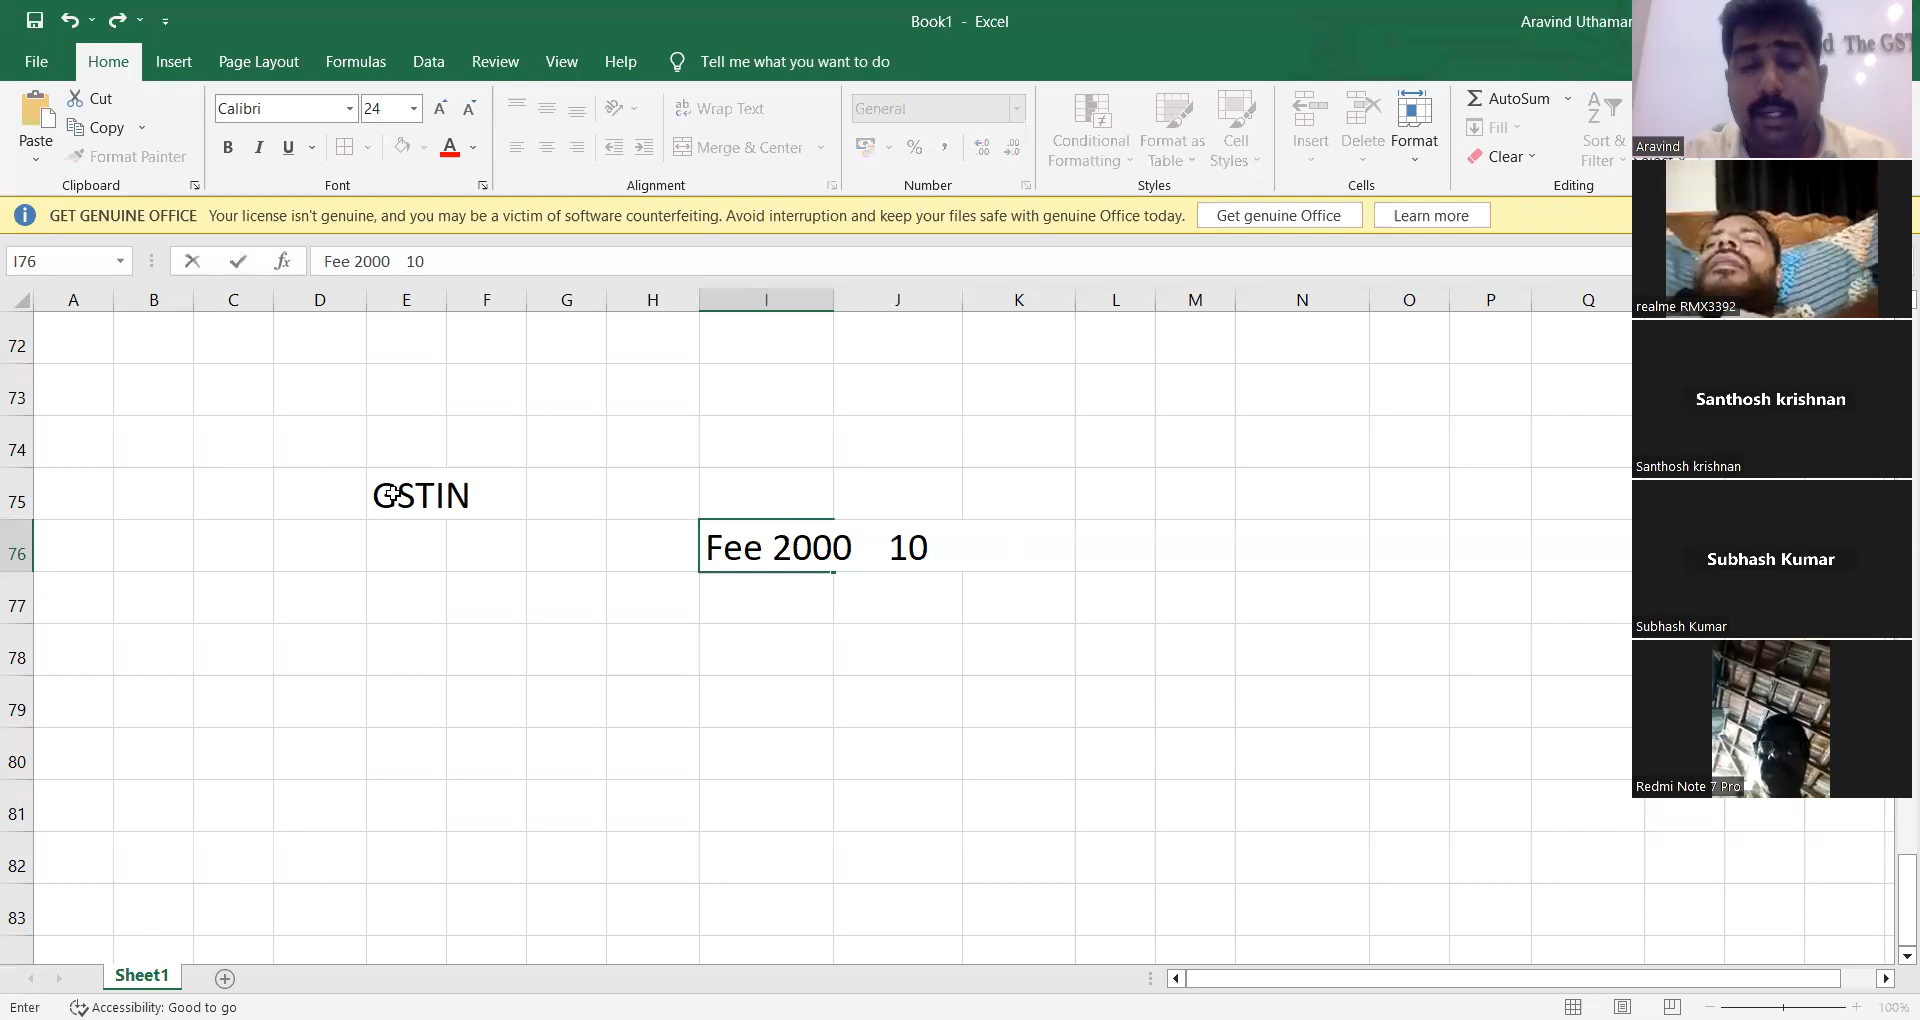 Book1 - Excel
Aravind Uthaman
File Home Insert Page Layout Formulas Data Review View Help Tell me what you want to do
The GST
Paste
Cut
Copy
Format Painter
Clipboard
Calibri 24
B I U A
Font
ab Wrap Text
Merge & Center
Alignment
General
%
Number
Conditional Formatting
Format as Table
Cell Styles
Styles
Insert
Delete
Format
Cells
AutoSum
Fill
Clear
Sort & Filter
Editing
Aravind
GET GENUINE OFFICE Your license isn't genuine, and you may be a victim of software counterfeiting. Avoid interruption and keep your files safe with genuine Office today. Get genuine Office Learn more
I76 fx Fee 2000 10
A B C D E F G H I J K L M N O P Q
realme RMX3392
72
73
74
75 GSTIN
76 Fee 2000 10
77
78
79
80
81
82
83
Santhosh krishnan
Santhosh krishnan
Subhash Kumar
Subhash Kumar
Redmi Note 7 Pro
Sheet1
Enter Accessibility: Good to go 100%